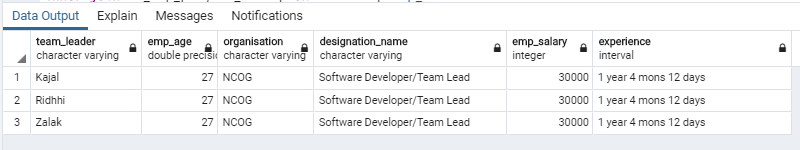 Data Output Explain Messages Notifications
team_leader emp_age organisation designation_name emp_salary experience
character varying double precisi character varying character varying integer interval
1 Kajal 27 NCOG Software Developer/Team Lead 30000 1 year 4 mons 12 days
2 Ridhhi 27 NCOG Software Developer/Team Lead 30000 1 year 4 mons 12 days
3 Zalak 27 NCOG Software Developer/Team Lead 30000 1 year 4 mons 12 days